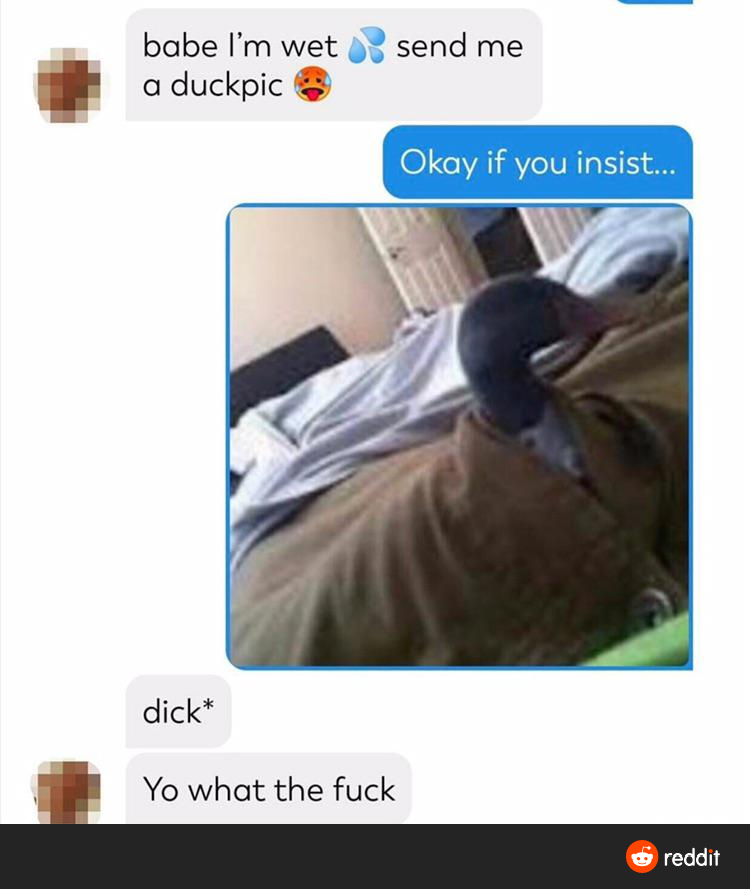 babe I'm wet 💦 send me
a duckpic 🥵
Okay if you insist...
dick*
Yo what the fuck
reddit